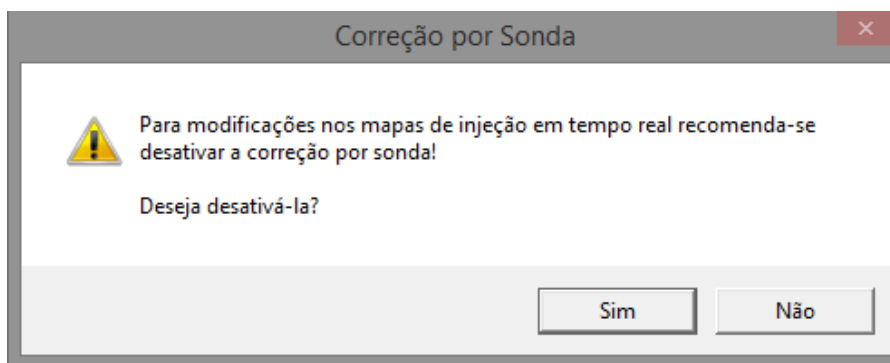 Correção por Sonda
Para modificações nos mapas de injeção em tempo real recomenda-se
desativar a correção por sonda!
Deseja desativá-la?
Sim
Não